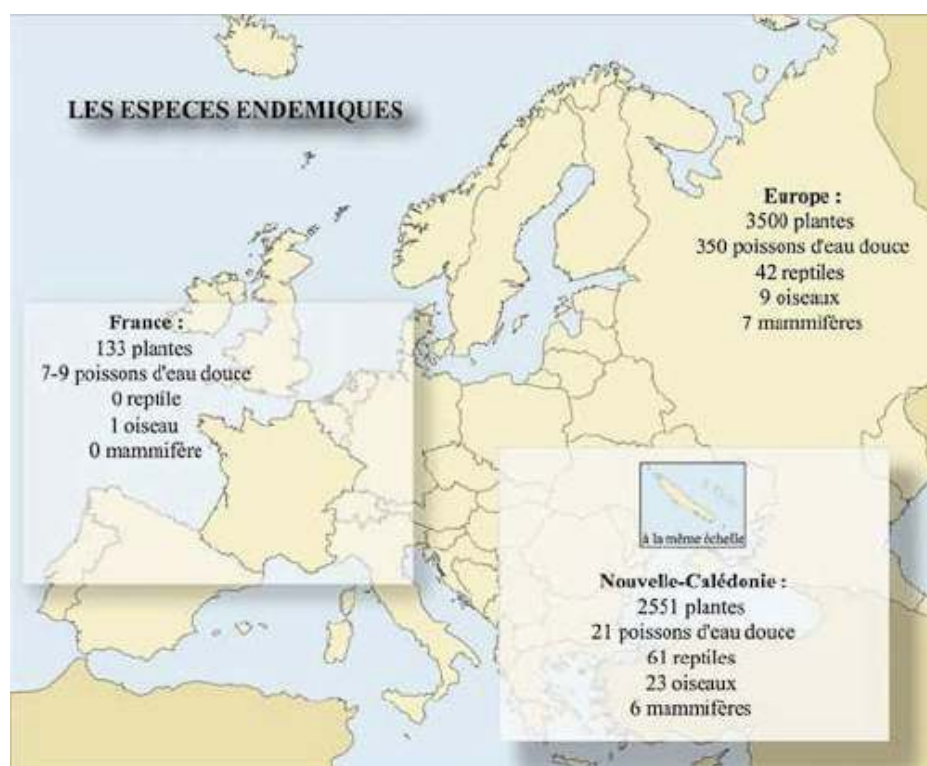 LES ESPECES ENDEMIQUES
Europe :
3500 plantes
350 poissons d'eau douce
42 reptiles
9 oiseaux
7 mammifères
France :
133 plantes
7-9 poissons d'eau douce
0 reptile
1 oiseau
0 mammifère
à la même échelle
Nouvelle-Calédonie :
2551 plantes
21 poissons d'eau douce
61 reptiles
23 oiseaux
6 mammifères